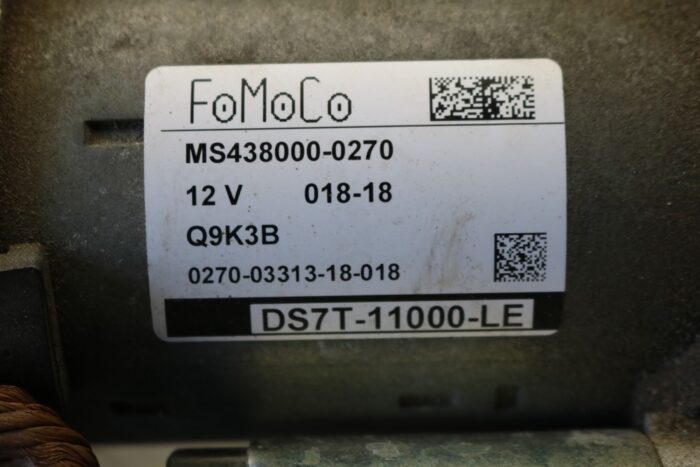 FoMoCo
MS438000-0270
12 V 018-18
Q9K3B
0270-03313-18-018
DS7T-11000-LE